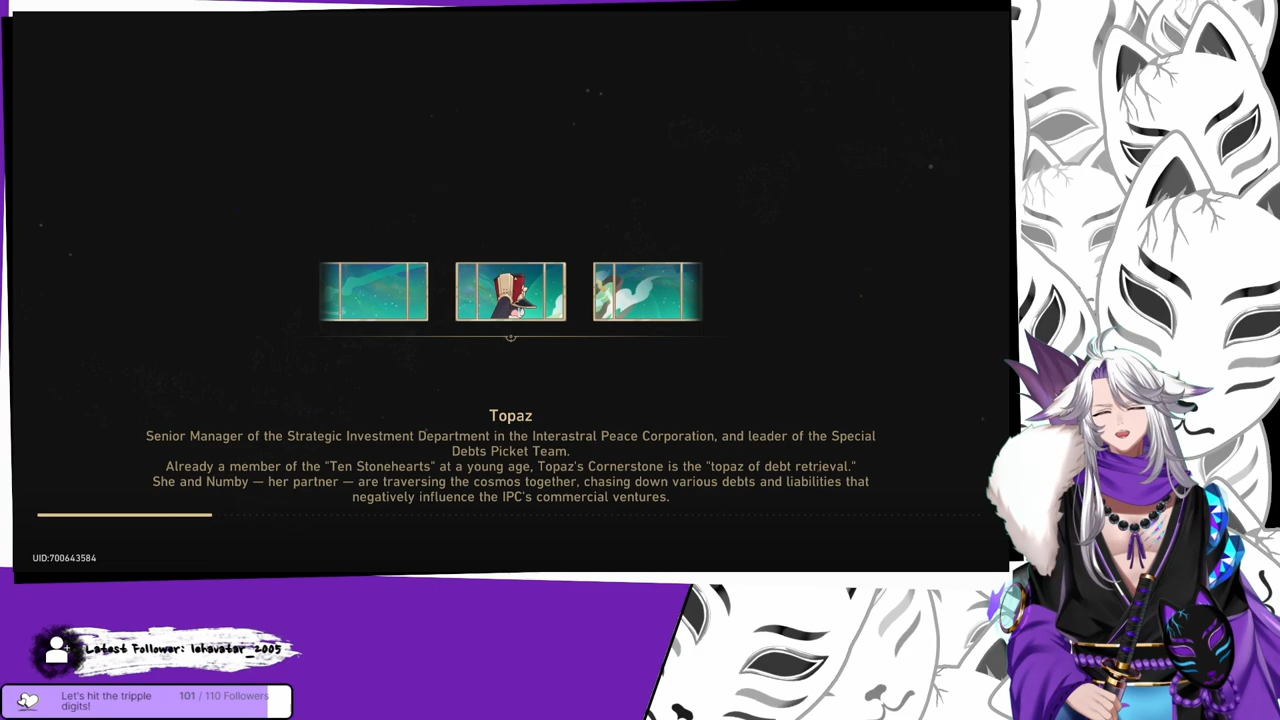 Topaz
Senior Manager of the Strategic Investment Department in the Interastral Peace Corporation, and leader of the Special
Debts Picket Team.
Already a member of the "Ten Stonehearts" at a young age, Topaz's Cornerstone is the "topaz of debt retrieval."
She and Numby — her partner — are traversing the cosmos together, chasing down various debts and liabilities that
negatively influence the IPC's commercial ventures.
UID:700643584
Latest Follower: lehavatar_2005
Let's hit the tripple
digits!
101 / 110 Followers